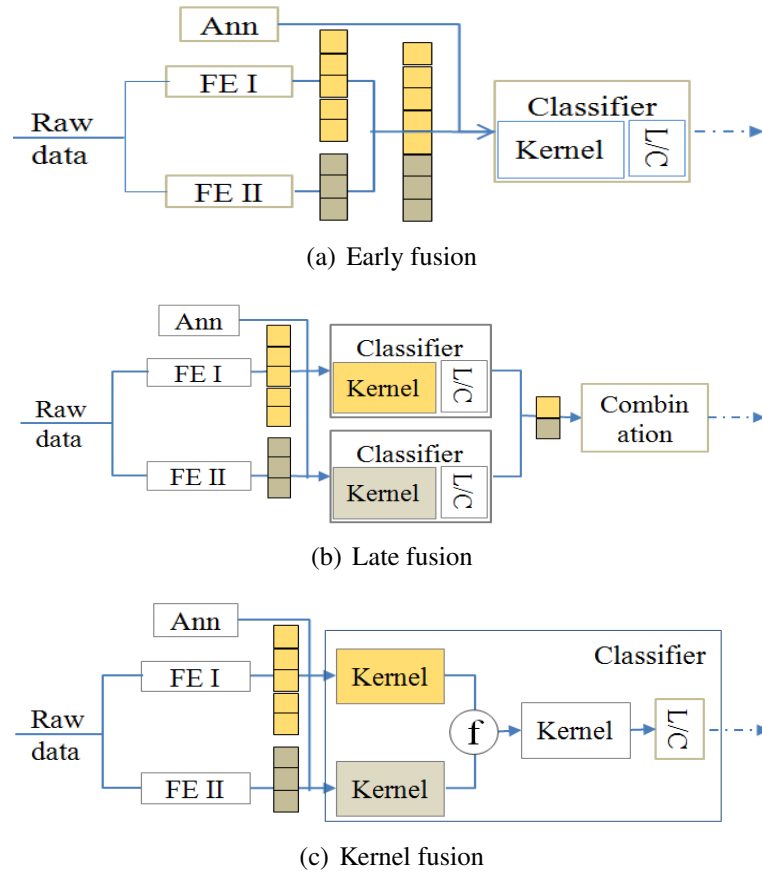 Ann
FE I
Raw
data
FE II
Classifier
Kernel
L/C
(a) Early fusion
Ann
FE I
Raw
data
FE II
Classifier
Kernel
L/C
Classifier
Kernel
L/C
Combin
ation
(b) Late fusion
Ann
FE I
Raw
data
FE II
Classifier
Kernel
Kernel
f
Kernel
L/C
(c) Kernel fusion